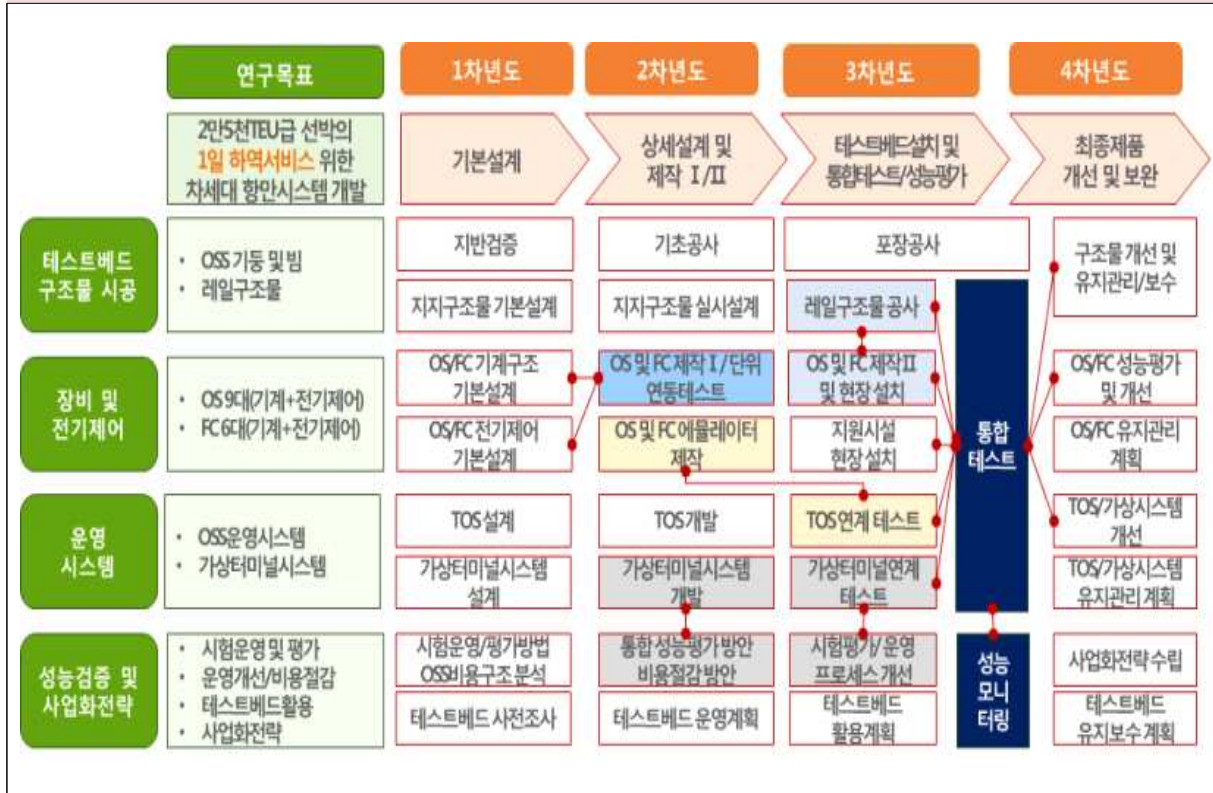 연구목표
1차년도
2차년도
3차년도
4차년도
2만5천TEU급 선박의
1일 하역서비스 위한
차세대 항만시스템 개발
기본설계
상세설계 및
제작 I/II
테스트베드설치 및
통합테스트/성능평가
최종제품
개선 및 보완
테스트베드
구조물 시공
• OSS 기둥 및 빔
• 레일구조물
지반검증
기초공사
포장공사
구조물 개선 및
유지관리/보수
지지구조물 기본설계
지지구조물 실시설계
레일구조물 공사
장비 및
전기제어
• OS 9대(기계+전기제어)
• FC 6대(기계+전기제어)
OS/FC 기계구조
기본설계
OS 및 FC 제작 I / 단위
연동테스트
OS 및 FC 제작II
및 현장 설치
OS/FC 성능평가
및 개선
OS/FC 전기제어
기본설계
OS 및 FC 에뮬레이터
제작
지원시설
현장 설치
통합
테스트
OS/FC 유지관리
계획
운영
시스템
• OSS운영시스템
• 가상터미널시스템
TOS 설계
TOS 개발
TOS 연계 테스트
TOS/가상시스템
개선
가상터미널시스템
설계
가상터미널시스템
개발
가상터미널연계
테스트
TOS/가상시스템
유지관리 계획
성능검증 및
사업화전략
• 시험운영 및 평가
• 운영개선/비용절감
• 테스트베드활용
• 사업화전략
시험운영/평가방법
OSS비용구조 분석
통합 성능평가 방안
비용절감 방안
시험평가/ 운영
프로세스 개선
성능
모니
터링
사업화전략 수립
테스트베드 사전조사
테스트베드 운영계획
테스트베드
활용계획
테스트베드
유지보수 계획